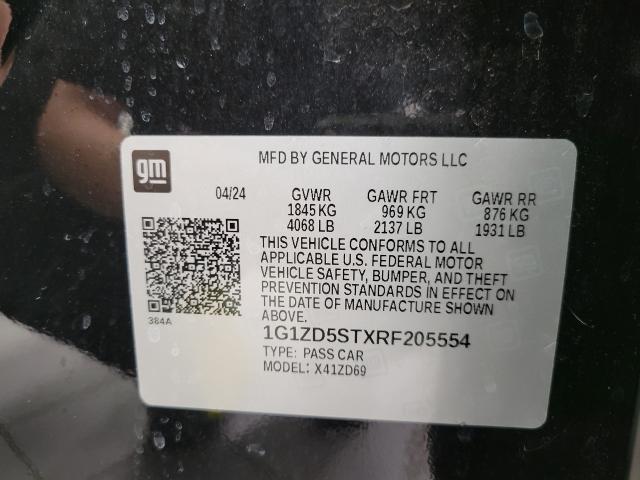 gm
MFD BY GENERAL MOTORS LLC
04/24 GVWR GAWR FRT GAWR RR
1845 KG 969 KG 876 KG
4068 LB 2137 LB 1931 LB
THIS VEHICLE CONFORMS TO ALL
APPLICABLE U.S. FEDERAL MOTOR
VEHICLE SAFETY, BUMPER, AND THEFT
PREVENTION STANDARDS IN EFFECT ON
THE DATE OF MANUFACTURE SHOWN
ABOVE.
384A
1G1ZD5STXRF205554
TYPE: PASS CAR
MODEL: X41ZD69